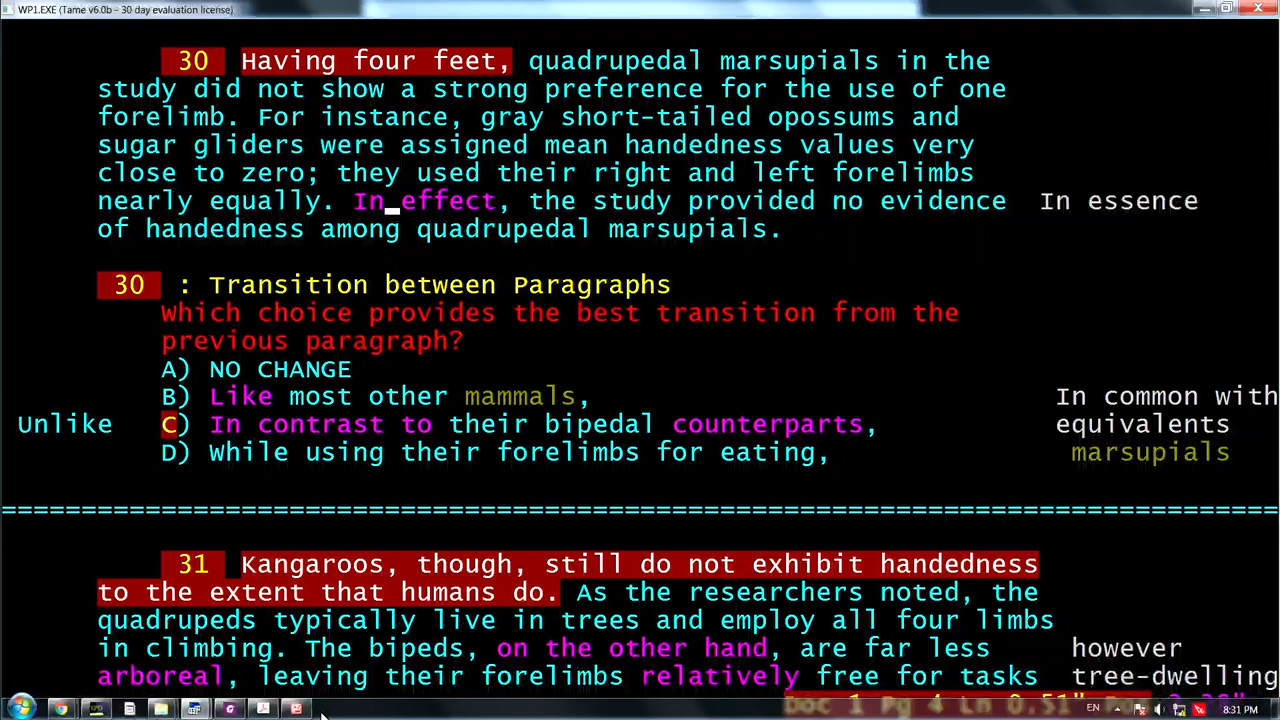 WP1.EXE (Tame v6.0b - 30 day evaluation license)
30 Having four feet, quadrupedal marsupials in the
study did not show a strong preference for the use of one
forelimb. For instance, gray short-tailed opossums and
sugar gliders were assigned mean handedness values very
close to zero; they used their right and left forelimbs
nearly equally. In effect, the study provided no evidence In essence
of handedness among quadrupedal marsupials.
30 : Transition between Paragraphs
Which choice provides the best transition from the
previous paragraph?
A) NO CHANGE
B) Like most other mammals, In common with
Unlike C) In contrast to their bipedal counterparts, equivalents
D) While using their forelimbs for eating, marsupials
================================================================================
31 Kangaroos, though, still do not exhibit handedness
to the extent that humans do. As the researchers noted, the
quadrupeds typically live in trees and employ all four limbs
in climbing. The bipeds, on the other hand, are far less however
arboreal, leaving their forelimbs relatively free for tasks tree-dwelling
Doc 1 Pg 4 Ln 0.51"
EN 8:31 PM